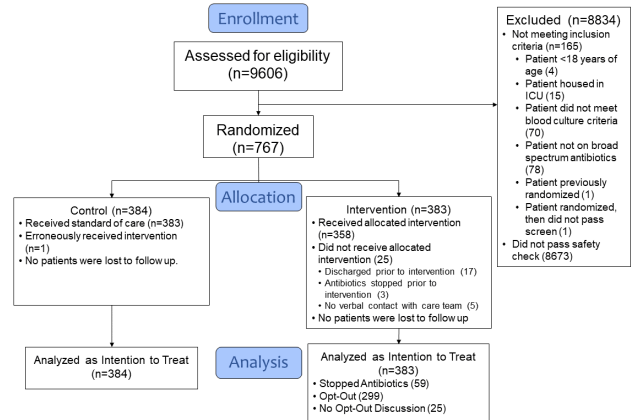 Enrollment
Assessed for eligibility
(n=9606)
Excluded (n=8834)
• Not meeting inclusion
criteria (n=165)
• Patient <18 years of
age (4)
• Patient housed in
ICU (15)
• Patient did not meet
blood culture criteria
(70)
• Patient not on broad
spectrum antibiotics
(78)
• Patient previously
randomized (1)
• Patient randomized,
then did not pass
screen (1)
• Did not pass safety
check (8673)
Randomized
(n=767)
Allocation
Control (n=384)
• Received standard of care (n=383)
• Erroneously received intervention
(n=1)
• No patients were lost to follow up.
Intervention (n=383)
• Received allocated intervention
(n=358)
• Did not receive allocated
intervention (25)
• Discharged prior to intervention (17)
• Antibiotics stopped prior to
intervention (3)
• No verbal contact with care team (5)
• No patients were lost to follow up
Analysis
Analyzed as Intention to Treat
(n=384)
Analyzed as Intention to Treat
(n=383)
• Stopped Antibiotics (59)
• Opt-Out (299)
• No Opt-Out Discussion (25)